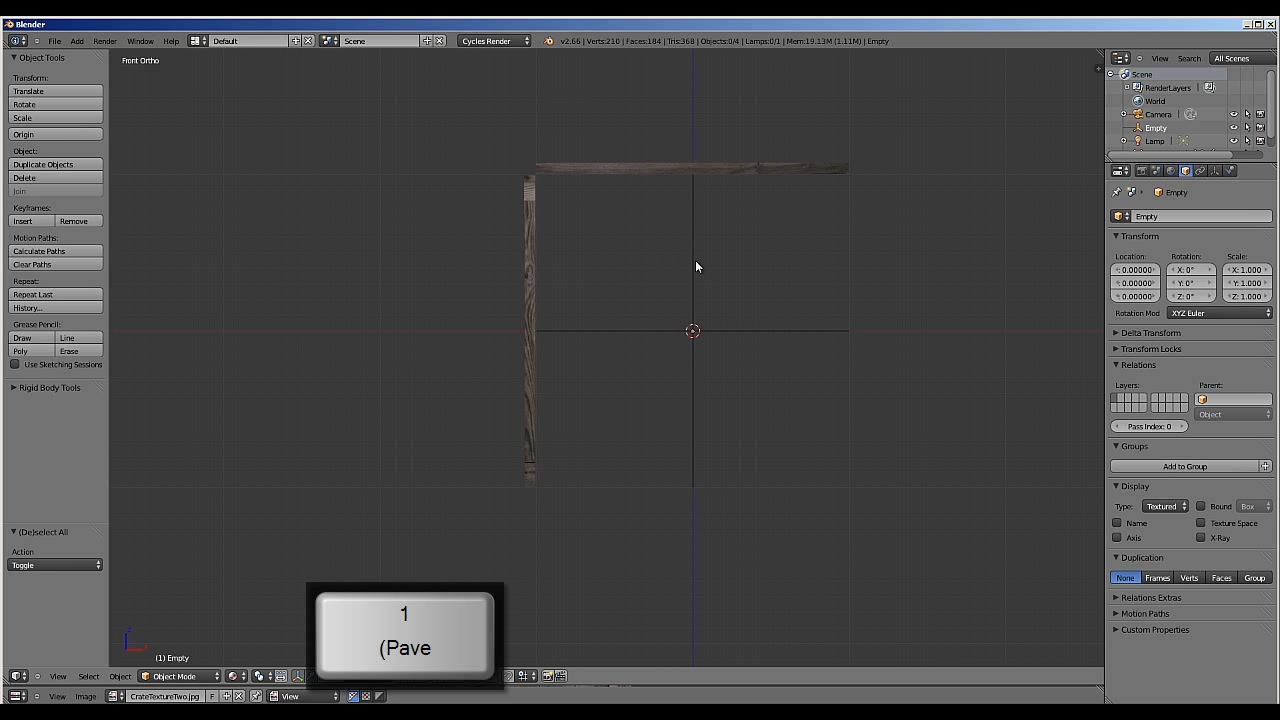 Blender
File Add Render Window Help Default Scene Cycles Render v2.66 | Verts:210 | Faces:184 | Tris:368 | Objects:0/4 | Lamps:0/1 | Mem:19.13M (1.11M) | Empty
Object Tools
Transform:
Translate
Rotate
Scale
Origin
Object:
Duplicate Objects
Delete
Join
Keyframes:
Insert Remove
Motion Paths:
Calculate Paths
Clear Paths
Repeat:
Repeat Last
History...
Grease Pencil:
Draw Line
Poly Erase
Use Sketching Sessions
Rigid Body Tools
(De)select All
Action
Toggle
Front Ortho
(1) Empty
1
(Pave
View Select Object Object Mode
View Image CrateTextureTwo.jpg F View
View Search All Scenes
Scene
RenderLayers
World
Camera
Empty
Lamp
Empty
Empty
Transform
Location: Rotation: Scale:
0.00000 X: 0° X: 1.000
0.00000 Y: 0° Y: 1.000
0.00000 Z: 0° Z: 1.000
Rotation Mod XYZ Euler
Delta Transform
Transform Locks
Relations
Layers: Parent:
Object
Pass Index: 0
Groups
Add to Group
Display
Type: Textured Bound Box
Name Texture Space
Axis X-Ray
Duplication
None Frames Verts Faces Group
Relations Extras
Motion Paths
Custom Properties